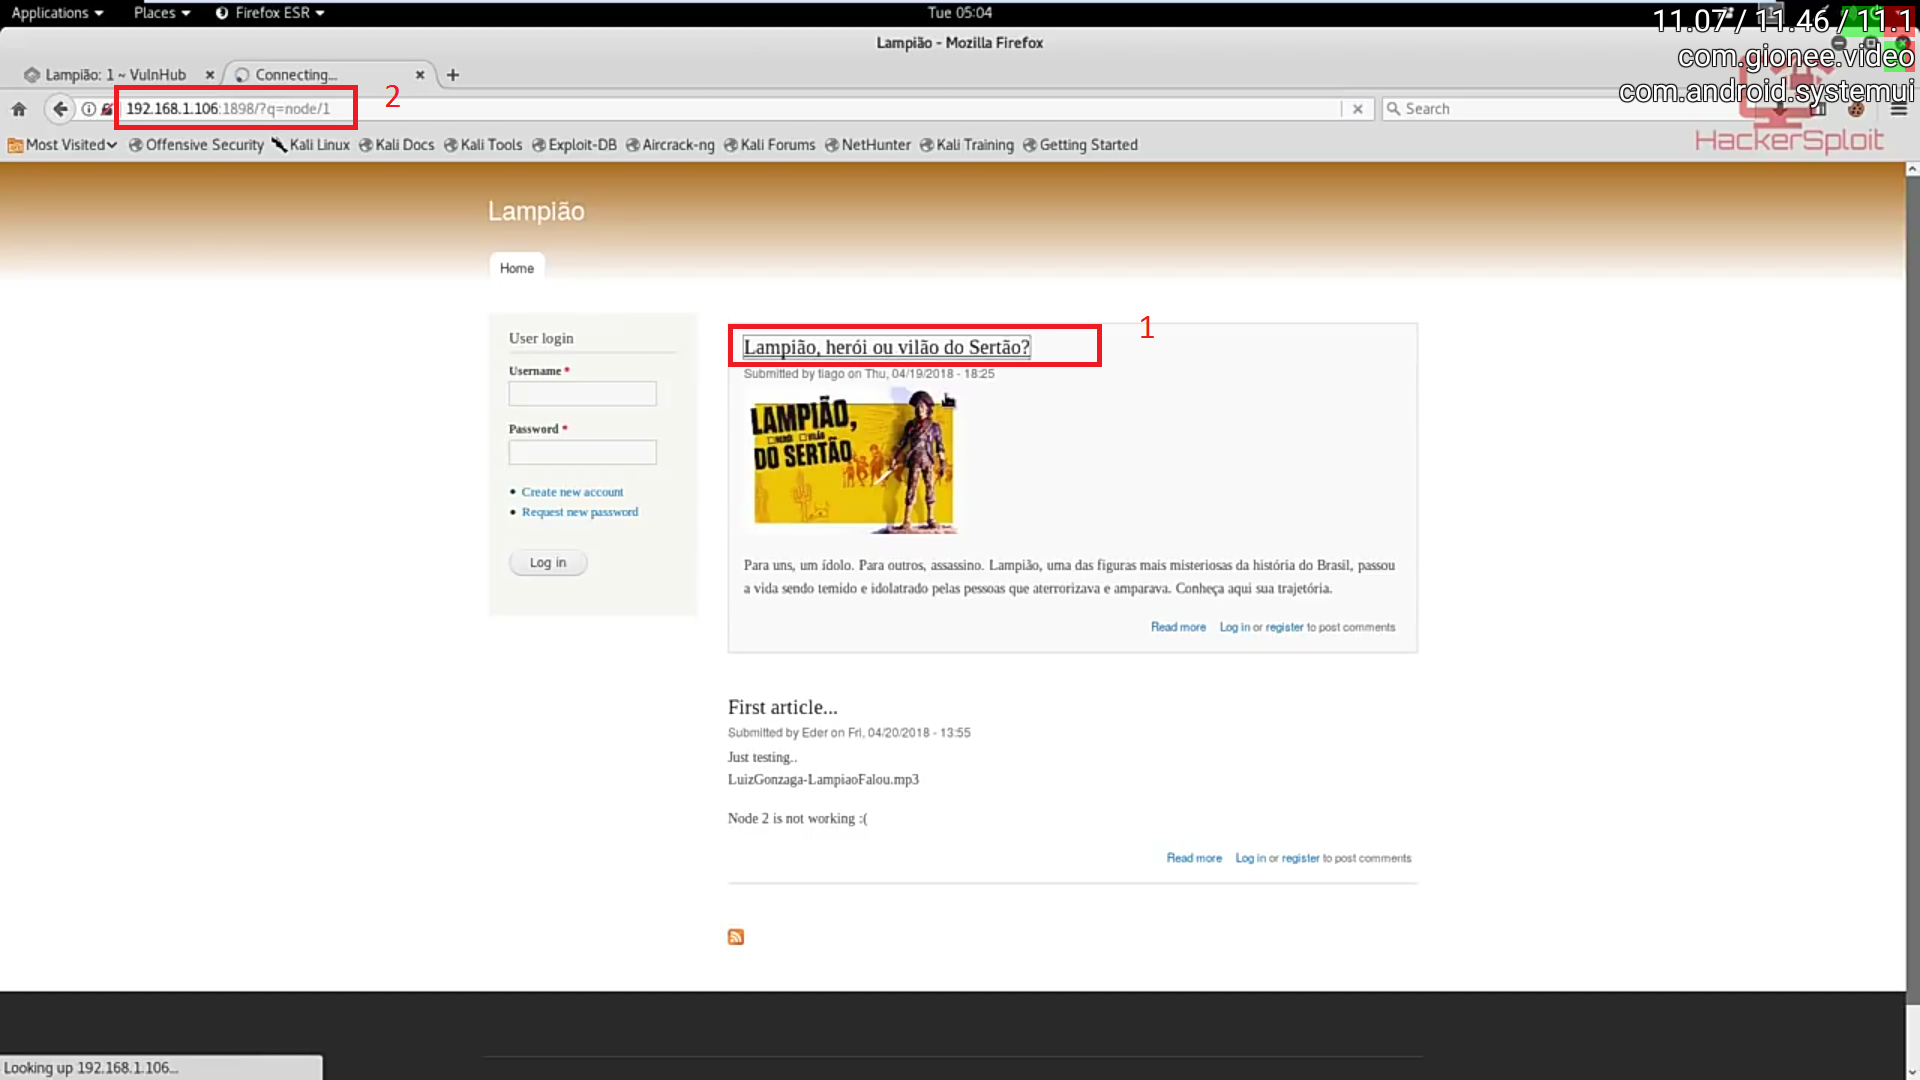 Applications Places Firefox ESR Tue 05:04
11.07 / 11.46 / 11.1
Lampião - Mozilla Firefox
com.gionee.video
Lampião: 1 ~ VulnHub Connecting...
com.android.systemui
192.168.1.106:1898/?q=node/1 2 Search
HackerSploit
Most Visited Offensive Security Kali Linux Kali Docs Kali Tools Exploit-DB Aircrack-ng Kali Forums NetHunter Kali Training Getting Started
Lampião
Home
User login
Username *
Password *
Create new account
Request new password
Log in
Lampião, herói ou vilão do Sertão? 1
Submitted by tiago on Thu, 04/19/2018 - 18:25
LAMPIÃO,
HERÓI VILÃO
DO SERTÃO
Para uns, um ídolo. Para outros, assassino. Lampião, uma das figuras mais misteriosas da história do Brasil, passou
a vida sendo temido e idolatrado pelas pessoas que aterrorizava e amparava. Conheça aqui sua trajetória.
Read more Log in or register to post comments
First article...
Submitted by Eder on Fri, 04/20/2018 - 13:55
Just testing..
LuizGonzaga-LampiaoFalou.mp3
Node 2 is not working :(
Read more Log in or register to post comments
Looking up 192.168.1.106...